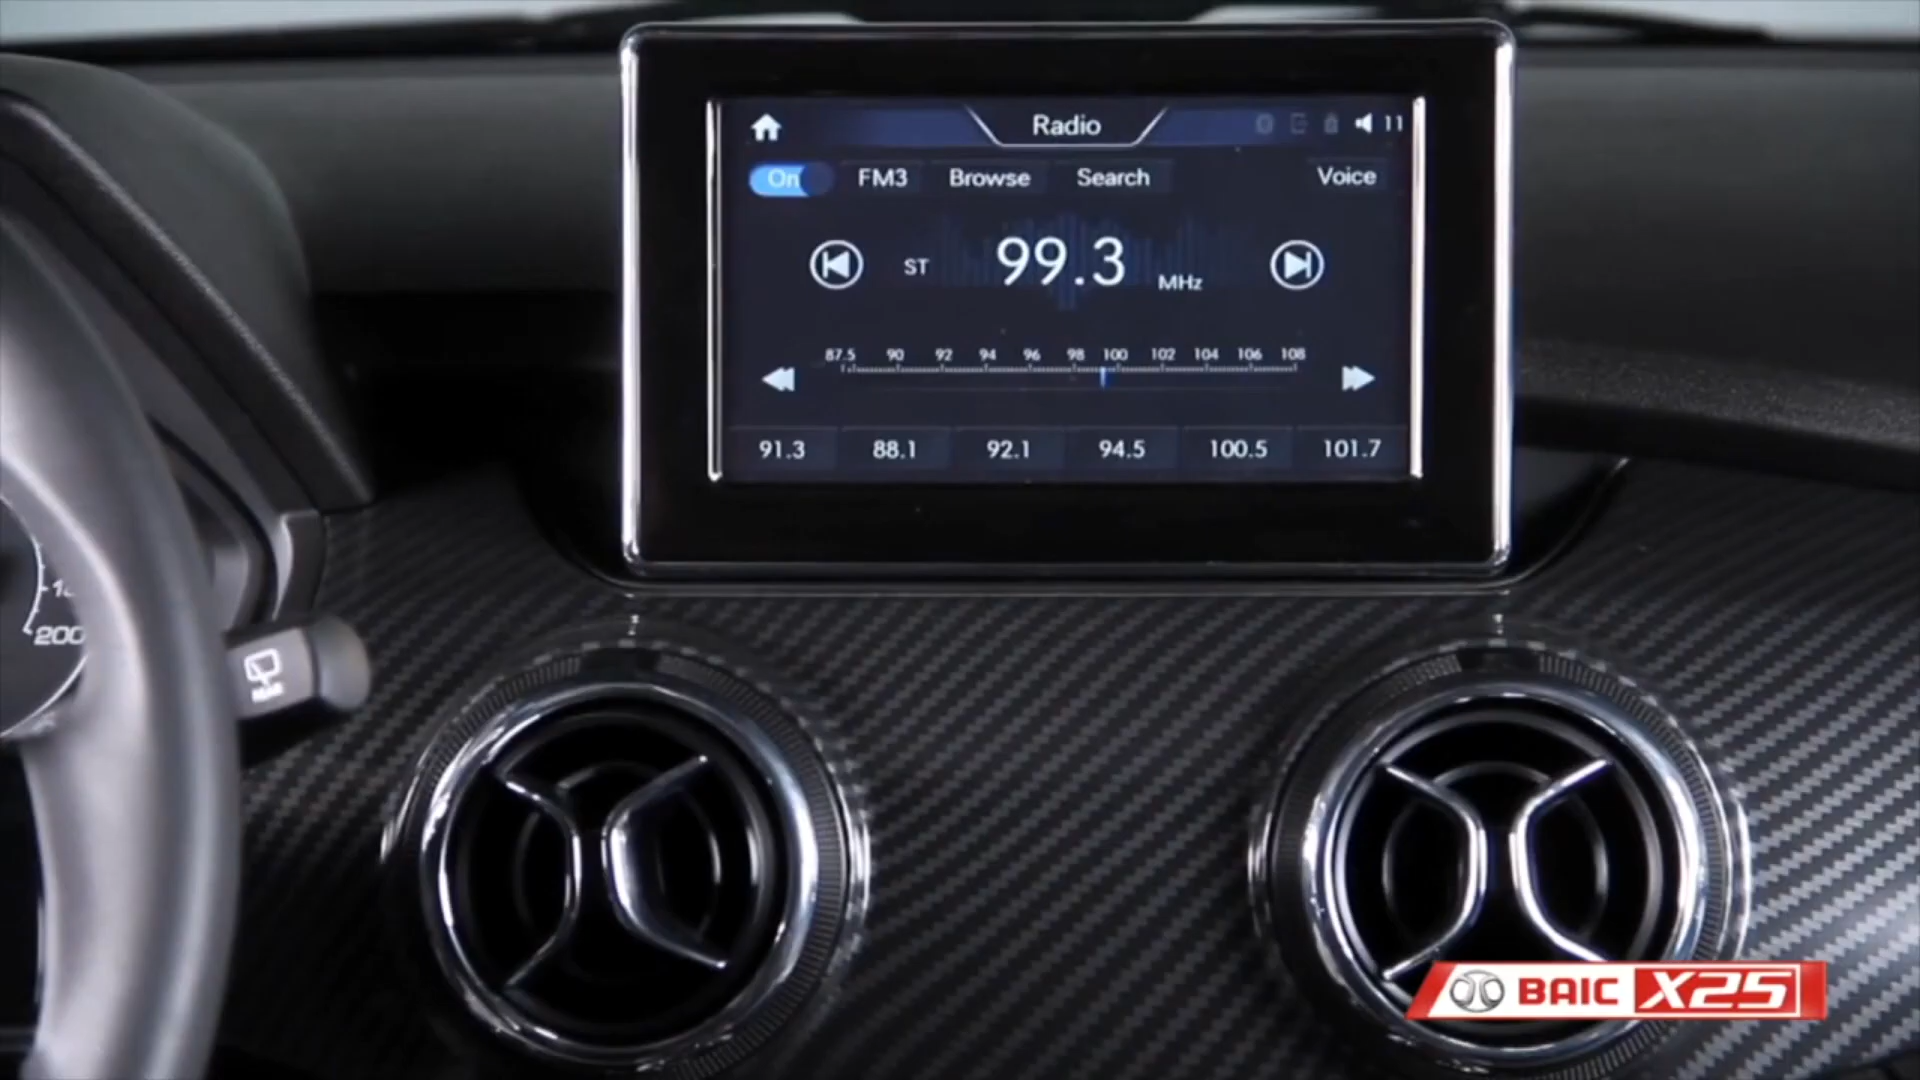 Radio
11
On FM3 Browse Search Voice
ST 99.3 MHz
87.5 90 92 94 96 98 100 102 104 106 108
91.3 88.1 92.1 94.5 100.5 101.7
200
BAIC X25